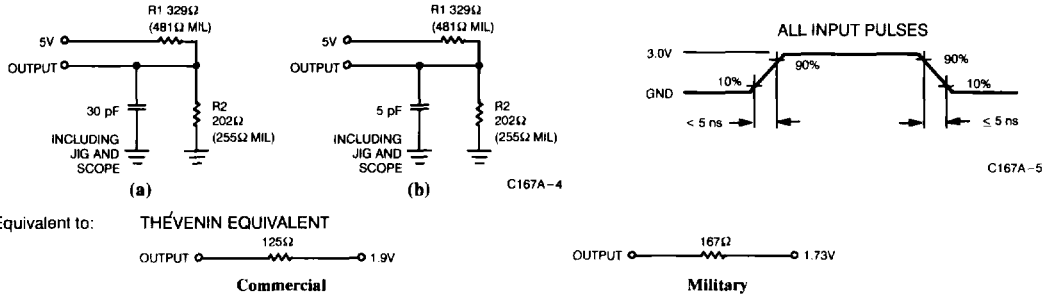 R1 329Ω
(481Ω MIL)
5V
OUTPUT
30 pF
R2
202Ω
(255Ω MIL)
INCLUDING
JIG AND
SCOPE
(a)
R1 329Ω
(481Ω MIL)
5V
OUTPUT
5 pF
R2
202Ω
(255Ω MIL)
INCLUDING
JIG AND
SCOPE
(b)
C167A–4
ALL INPUT PULSES
3.0V
GND
10%
90%
90%
10%
< 5 ns
≤ 5 ns
C167A–5
Equivalent to: THÉVENIN EQUIVALENT
OUTPUT 125Ω 1.9V
Commercial
OUTPUT 167Ω 1.73V
Military